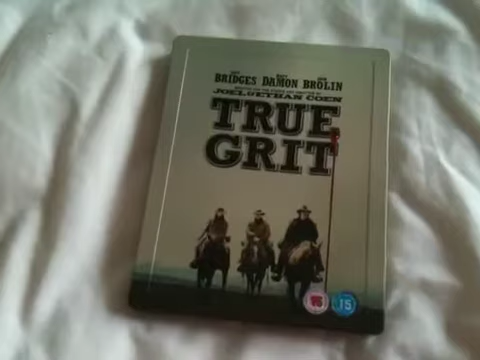 BRIDGES DAMON BROLIN
JOEL & ETHAN COEN
TRUE
GRIT
15 15